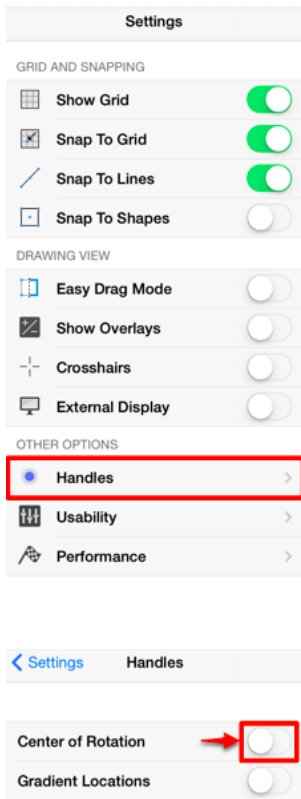 Settings
GRID AND SNAPPING
Show Grid
Snap To Grid
Snap To Lines
Snap To Shapes
DRAWING VIEW
Easy Drag Mode
Show Overlays
Crosshairs
External Display
OTHER OPTIONS
Handles
Usability
Performance
Settings Handles
Center of Rotation
Gradient Locations